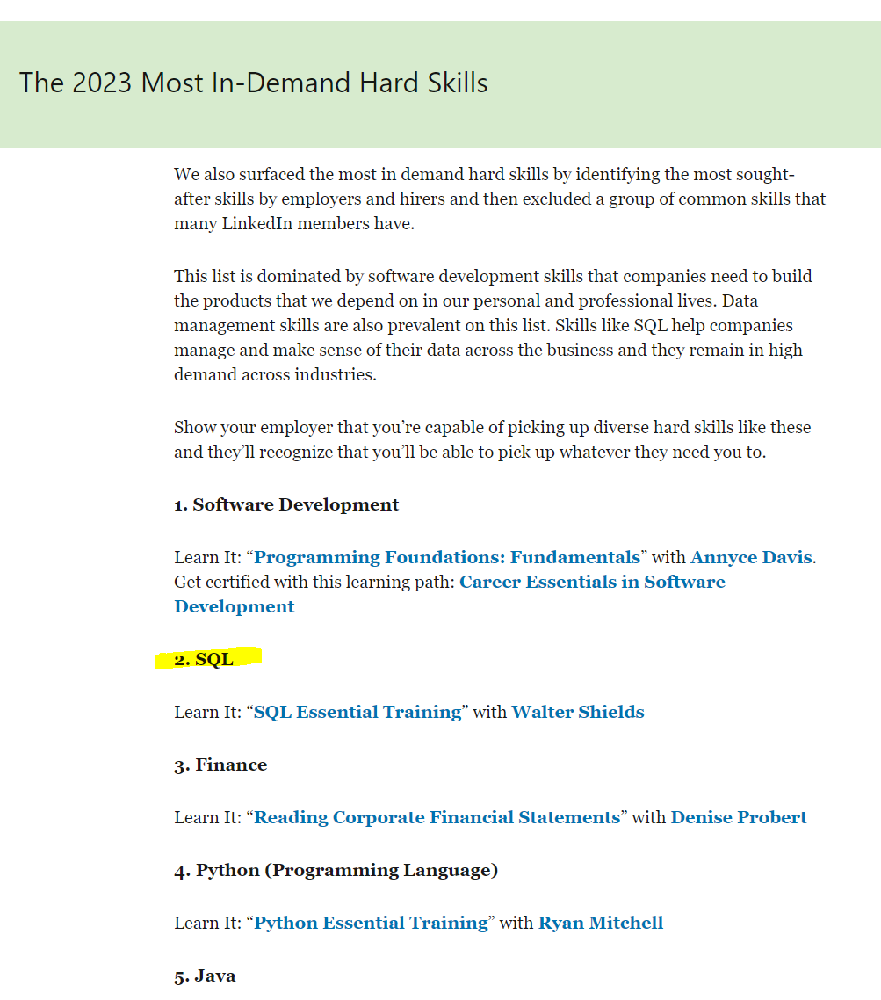 The 2023 Most In-Demand Hard Skills
We also surfaced the most in demand hard skills by identifying the most sought-
after skills by employers and hirers and then excluded a group of common skills that
many LinkedIn members have.
This list is dominated by software development skills that companies need to build
the products that we depend on in our personal and professional lives. Data
management skills are also prevalent on this list. Skills like SQL help companies
manage and make sense of their data across the business and they remain in high
demand across industries.
Show your employer that you’re capable of picking up diverse hard skills like these
and they’ll recognize that you’ll be able to pick up whatever they need you to.
1. Software Development
Learn It: “Programming Foundations: Fundamentals” with Annyce Davis.
Get certified with this learning path: Career Essentials in Software
Development
2. SQL
Learn It: “SQL Essential Training” with Walter Shields
3. Finance
Learn It: “Reading Corporate Financial Statements” with Denise Probert
4. Python (Programming Language)
Learn It: “Python Essential Training” with Ryan Mitchell
5. Java